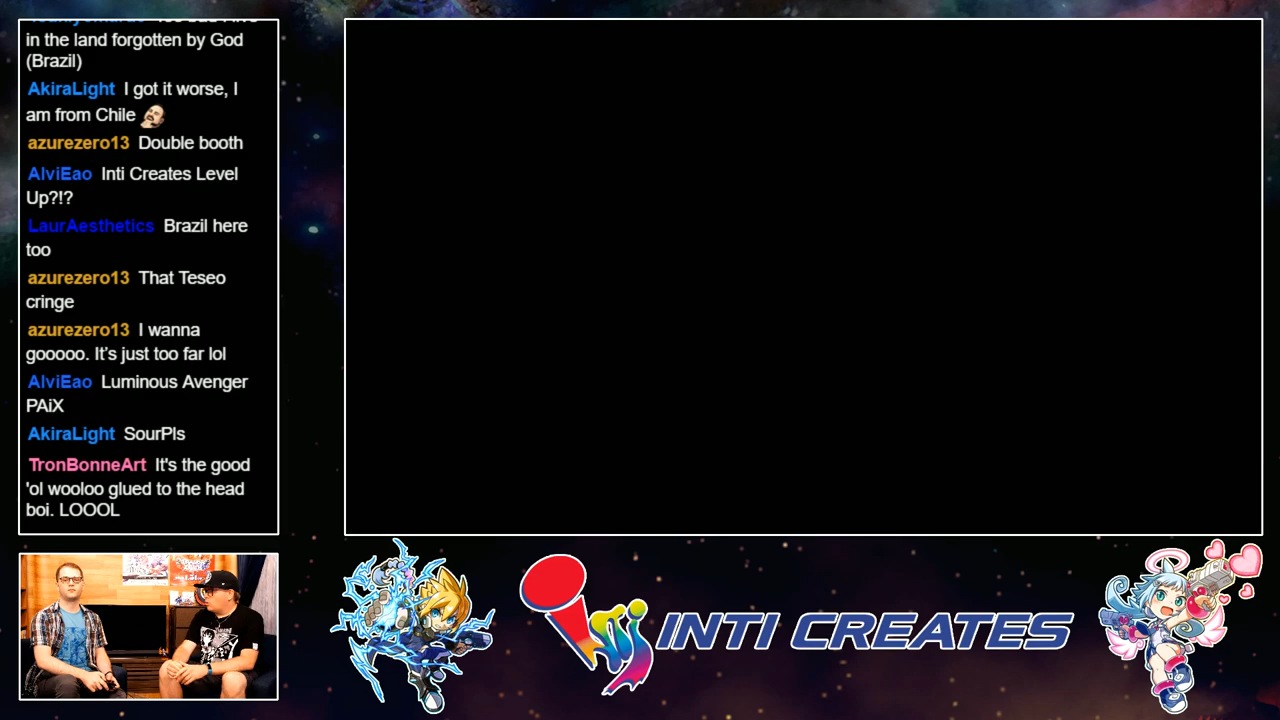 in the land forgotten by God
(Brazil)
AkiraLight I got it worse, I
am from Chile
azurezero13 Double booth
AlviEao Inti Creates Level
Up?!?
LaurAesthetics Brazil here
too
azurezero13 That Teseo
cringe
azurezero13 I wanna
gooooo. It's just too far lol
AlviEao Luminous Avenger
PAiX
AkiraLight SourPls
TronBonneArt It's the good
'ol wooloo glued to the head
boi. LOOOL
INTI CREATES